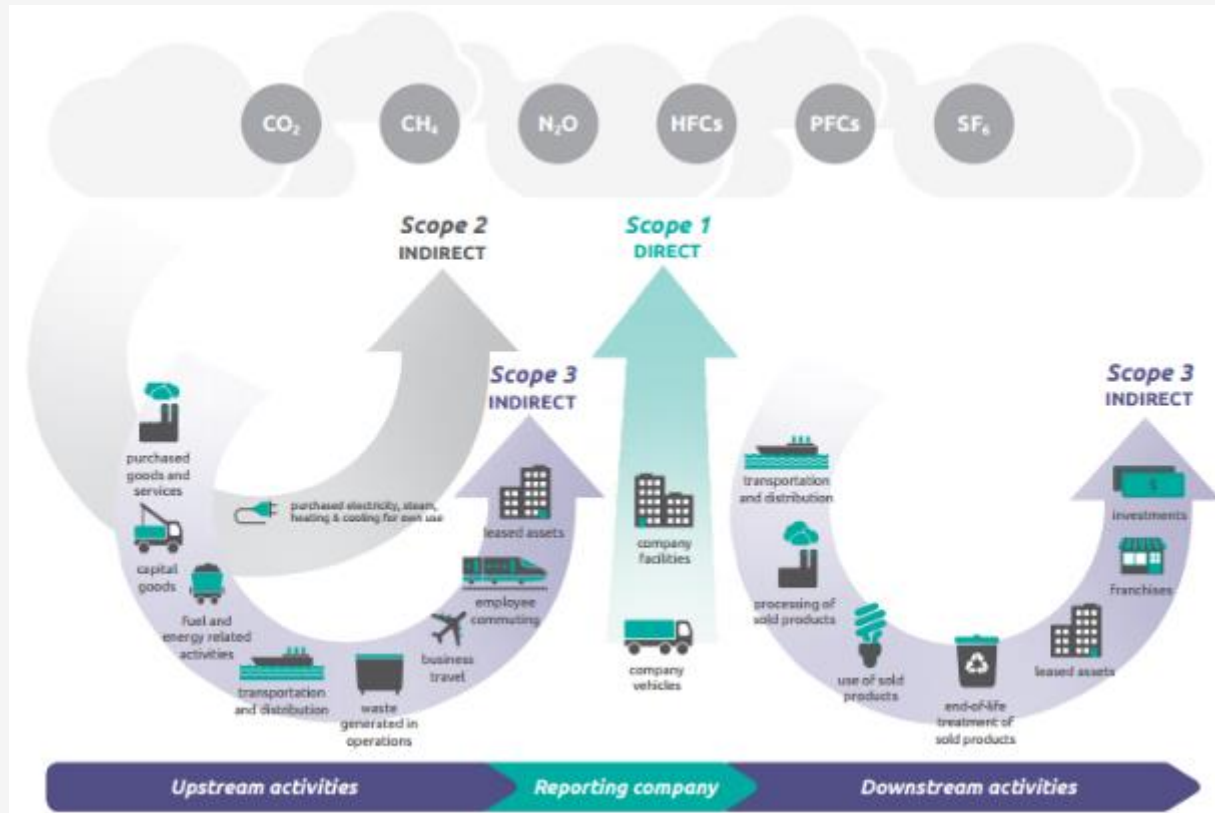 CO₂
CH₄
N₂O
HFCs
PFCs
SF₆
Scope 2
INDIRECT
Scope 1
DIRECT
Scope 3
INDIRECT
Scope 3
INDIRECT
purchased
goods and
services
capital
goods
fuel and
energy related
activities
transportation
and distribution
waste
generated in
operations
business
travel
employee
commuting
leased assets
purchased electricity, steam,
heating & cooling for own use
company
facilities
company
vehicles
transportation
and distribution
processing of
sold products
use of sold
products
end-of-life
treatment of
sold products
leased assets
franchises
investments
$
Upstream activities
Reporting company
Downstream activities